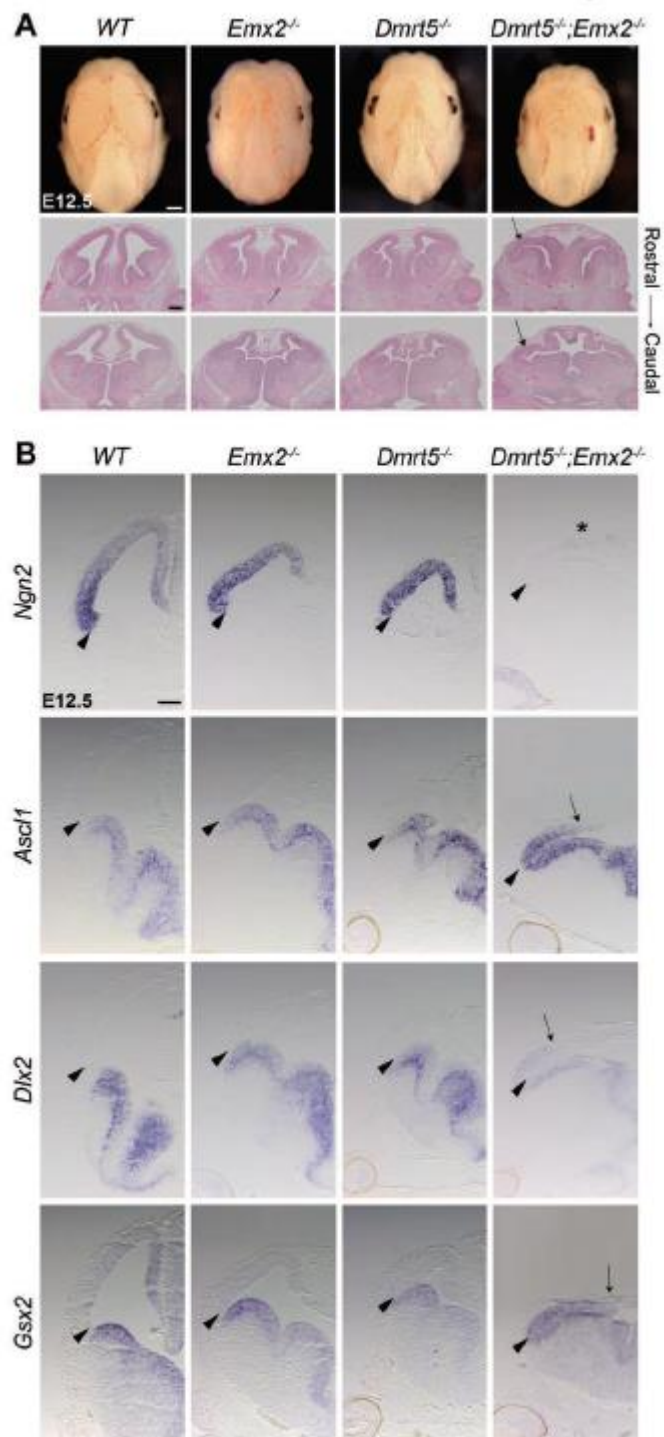 A
WT Emx2-/- Dmrt5-/- Dmrt5-/-;Emx2-/-
E12.5
Rostral → Caudal
B
WT Emx2-/- Dmrt5-/- Dmrt5-/-;Emx2-/-
Ngn2
*
E12.5
Ascl1
Dlx2
Gsx2